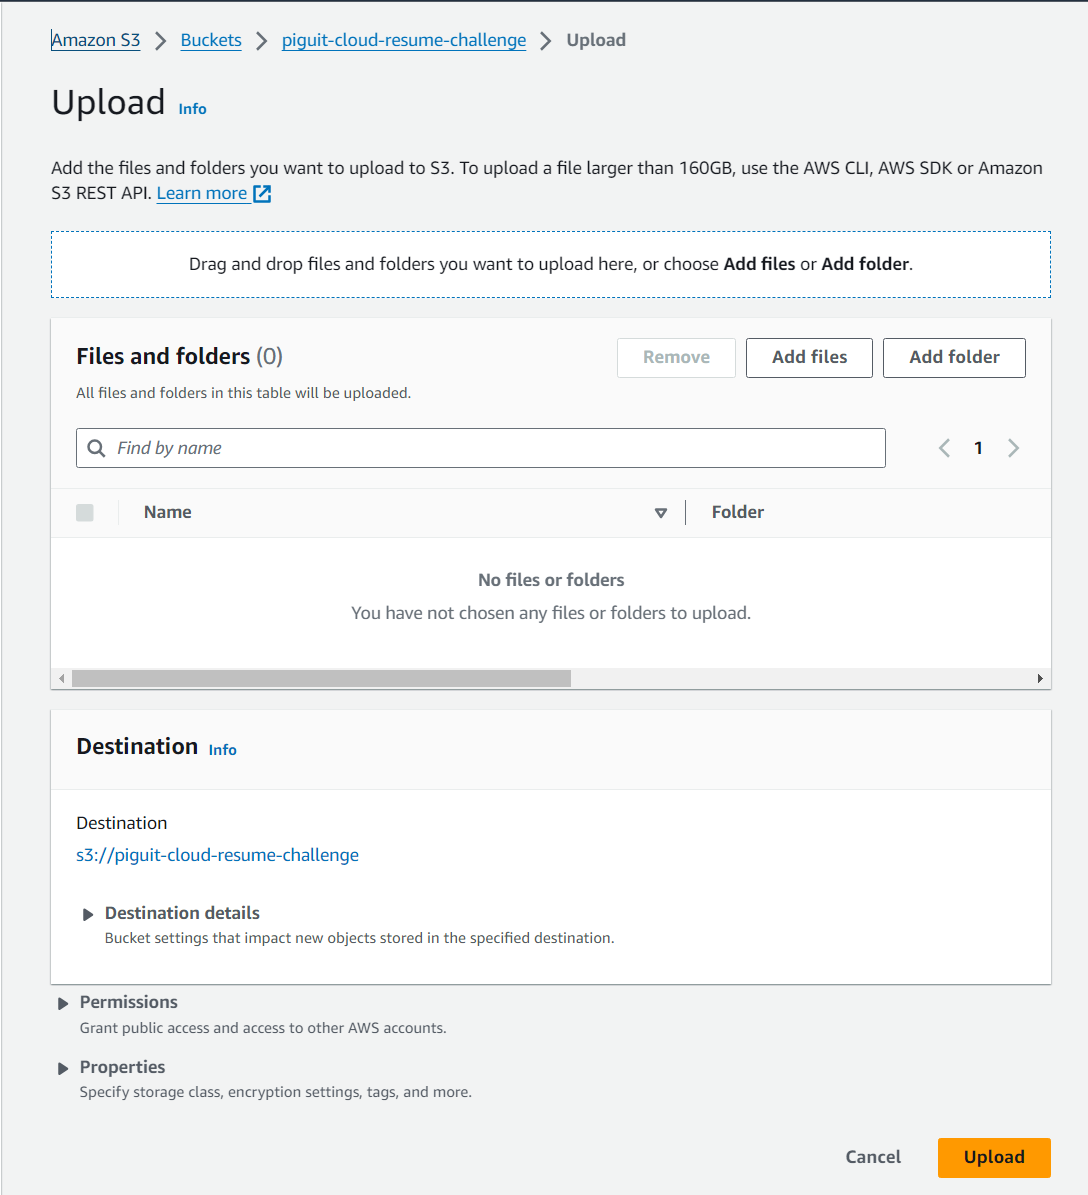 Amazon S3 > Buckets > piguit-cloud-resume-challenge > Upload
Upload Info
Add the files and folders you want to upload to S3. To upload a file larger than 160GB, use the AWS CLI, AWS SDK or Amazon
S3 REST API. Learn more
Drag and drop files and folders you want to upload here, or choose Add files or Add folder.
Files and folders (0)
Remove
Add files
Add folder
All files and folders in this table will be uploaded.
Find by name
1
Name
Folder
No files or folders
You have not chosen any files or folders to upload.
Destination Info
Destination
s3://piguit-cloud-resume-challenge
Destination details
Bucket settings that impact new objects stored in the specified destination.
Permissions
Grant public access and access to other AWS accounts.
Properties
Specify storage class, encryption settings, tags, and more.
Cancel
Upload